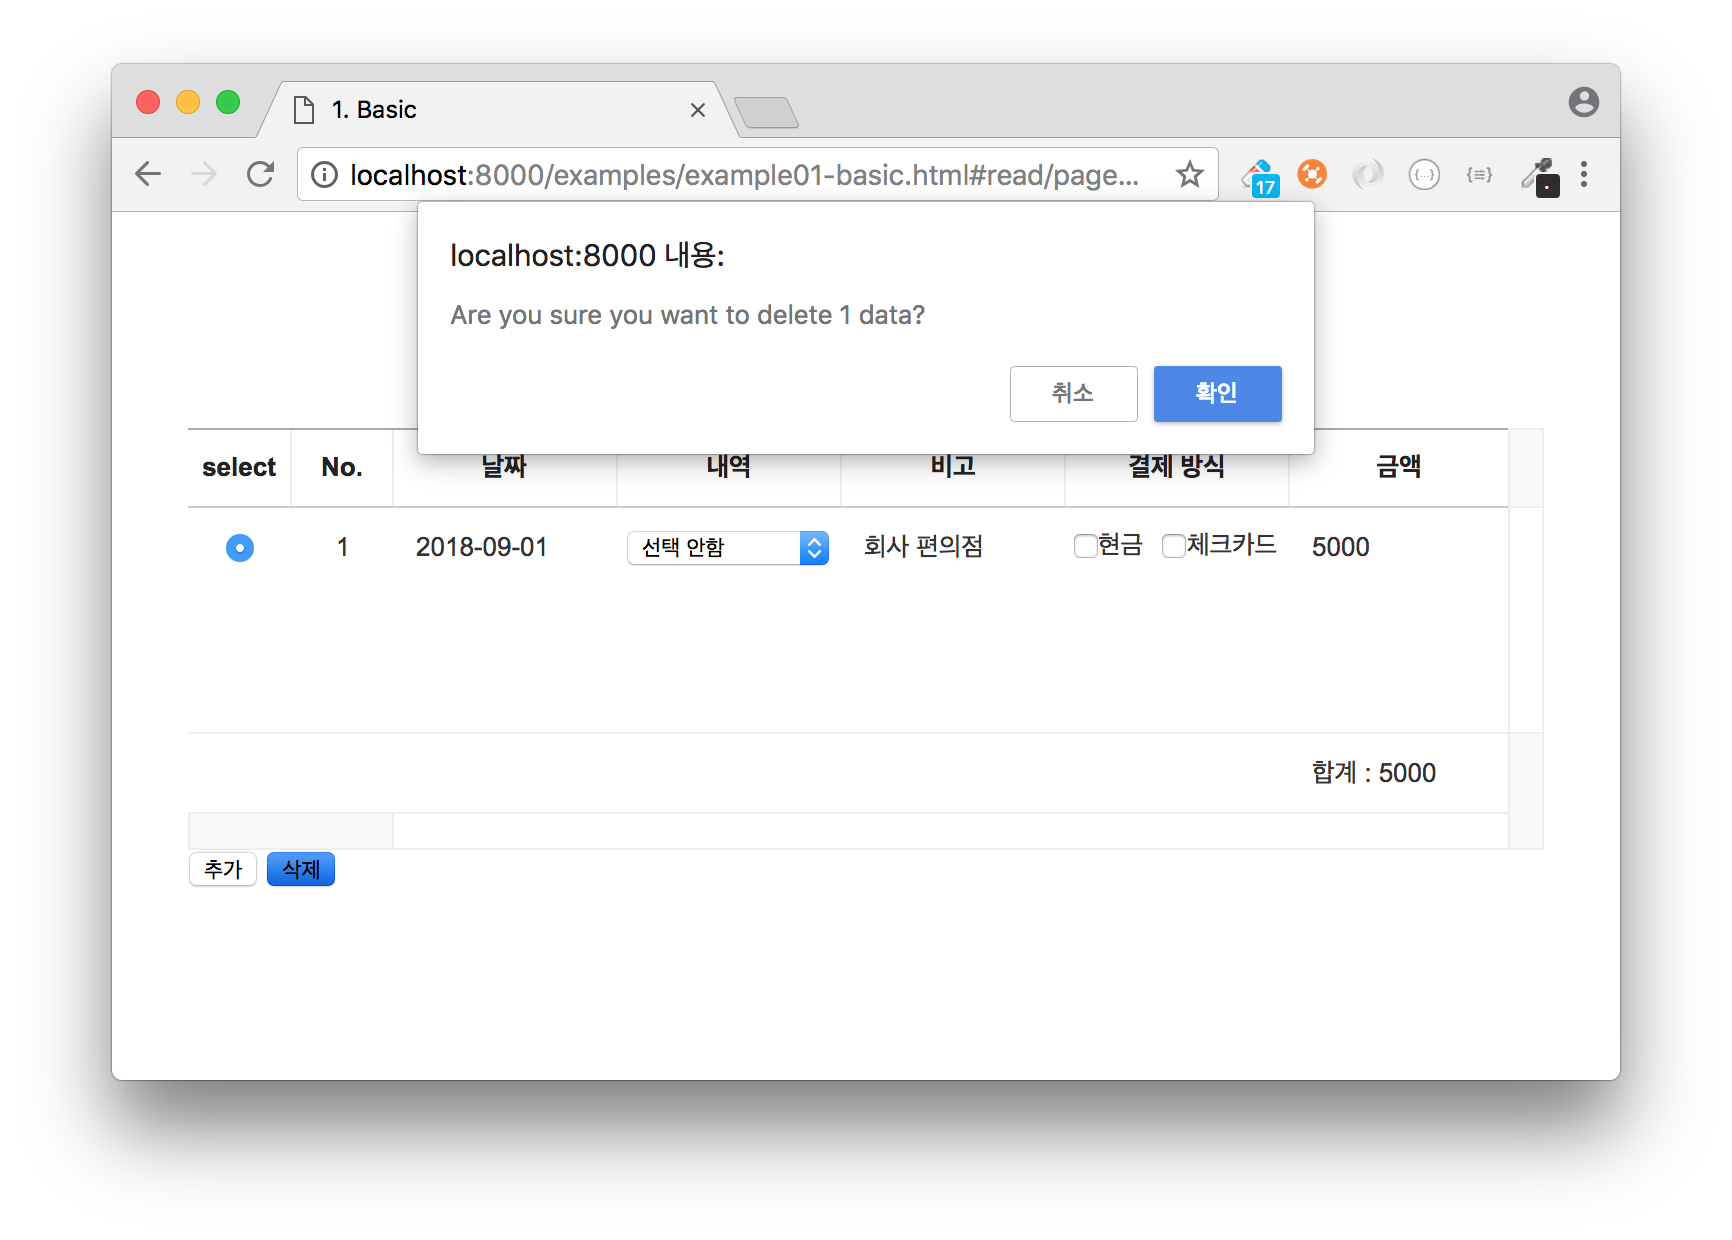 1. Basic
localhost:8000/examples/example01-basic.html#read/page...
17
{...}
localhost:8000 내용:
Are you sure you want to delete 1 data?
취소 확인
select No. 날짜 내역 비고 결제 방식 금액
1 2018-09-01 선택 안함 회사 편의점 현금 체크카드 5000
합계 : 5000
추가 삭제